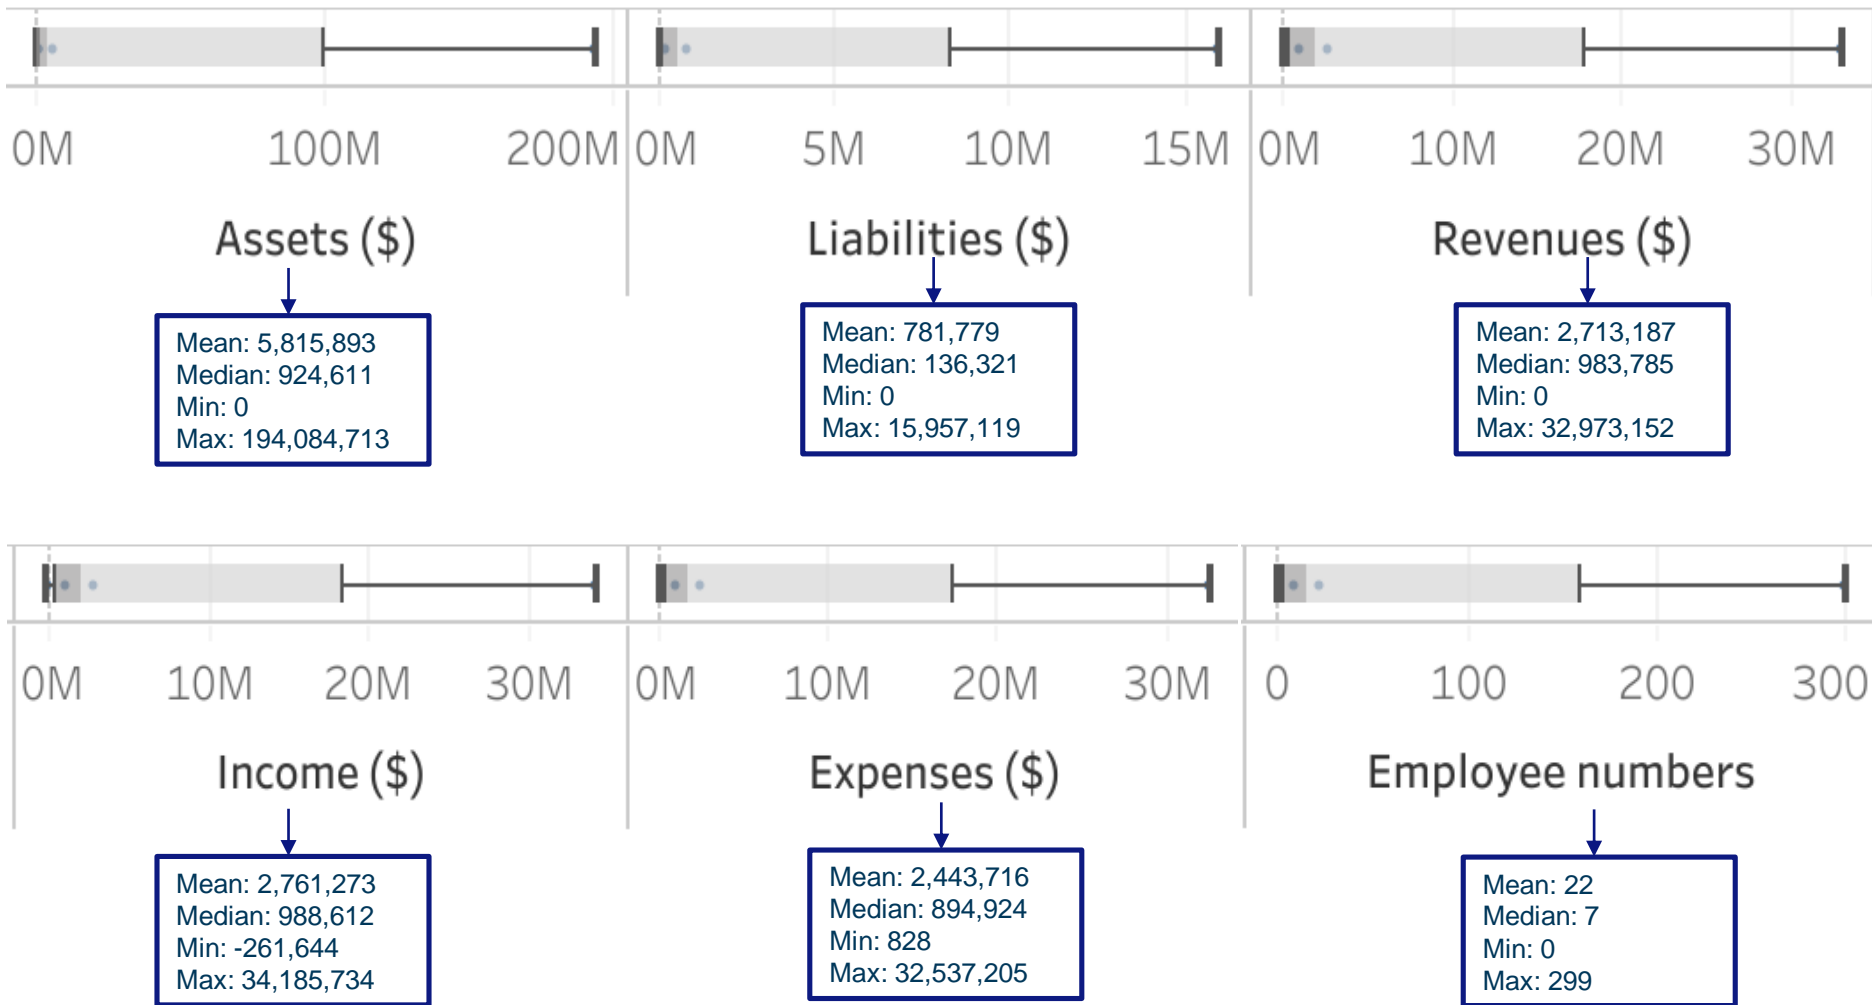 0M 100M 200M
0M 5M 10M 15M
0M 10M 20M 30M
Assets ($)
Liabilities ($)
Revenues ($)
Mean: 5,815,893
Median: 924,611
Min: 0
Max: 194,084,713
Mean: 781,779
Median: 136,321
Min: 0
Max: 15,957,119
Mean: 2,713,187
Median: 983,785
Min: 0
Max: 32,973,152
0M 10M 20M 30M
0M 10M 20M 30M
0 100 200 300
Income ($)
Expenses ($)
Employee numbers
Mean: 2,761,273
Median: 988,612
Min: -261,644
Max: 34,185,734
Mean: 2,443,716
Median: 894,924
Min: 828
Max: 32,537,205
Mean: 22
Median: 7
Min: 0
Max: 299